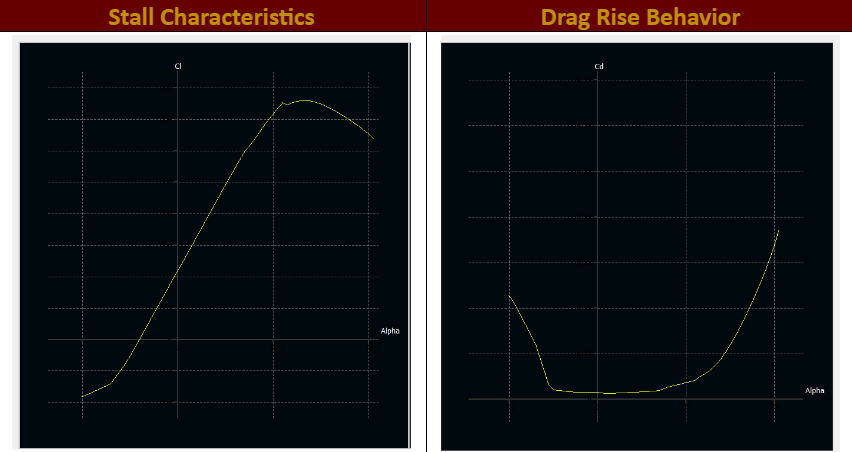 Stall Characteristics
Drag Rise Behavior
Cl
Alpha
Cd
Alpha